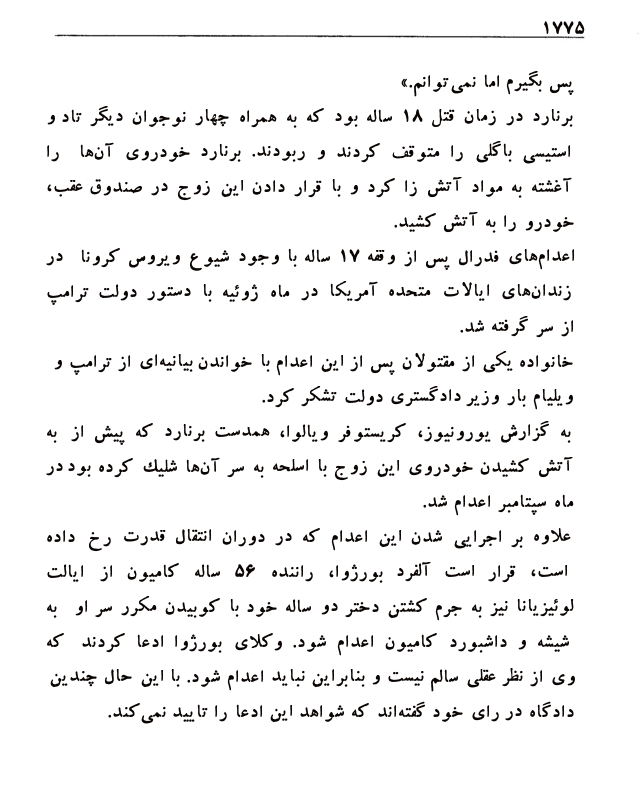 ۱۷۷۵
پس بگیرم اما نمی‌توانم.»
برنارد در زمان قتل ۱۸ ساله بود که به همراه چهار نوجوان دیگر تاد و
استیسی باگلی را متوقف کردند و ربودند. برنارد خودروی آن‌ها را
آغشته به مواد آتش زا کرد و با قرار دادن این زوج در صندوق عقب،
خودرو را به آتش کشید.
اعدام‌های فدرال پس از وقفه ۱۷ ساله با وجود شیوع ویروس کرونا در
زندان‌های ایالات متحده آمریکا در ماه ژوئیه با دستور دولت ترامپ
از سر گرفته شد.
خانواده یکی از مقتولان پس از این اعدام با خواندن بیانیه‌ای از ترامپ و
ویلیام بار وزیر دادگستری دولت تشکر کرد.
به گزارش یورونیوز، کریستوفر ویالوا، همدست برنارد که پیش از به
آتش کشیدن خودروی این زوج با اسلحه به سر آن‌ها شلیك کرده بود در
ماه سپتامبر اعدام شد.
علاوه بر اجرایی شدن این اعدام که در دوران انتقال قدرت رخ داده
است، قرار است آلفرد بورژوا، راننده ۵۶ ساله کامیون از ایالت
لوئیزیانا نیز به جرم کشتن دختر دو ساله خود با کوبیدن مکرر سر او به
شیشه و داشبورد کامیون اعدام شود. وکلای بورژوا ادعا کردند که
وی از نظر عقلی سالم نیست و بنابراین نباید اعدام شود. با این حال چندین
دادگاه در رای خود گفته‌اند که شواهد این ادعا را تایید نمی‌کند.